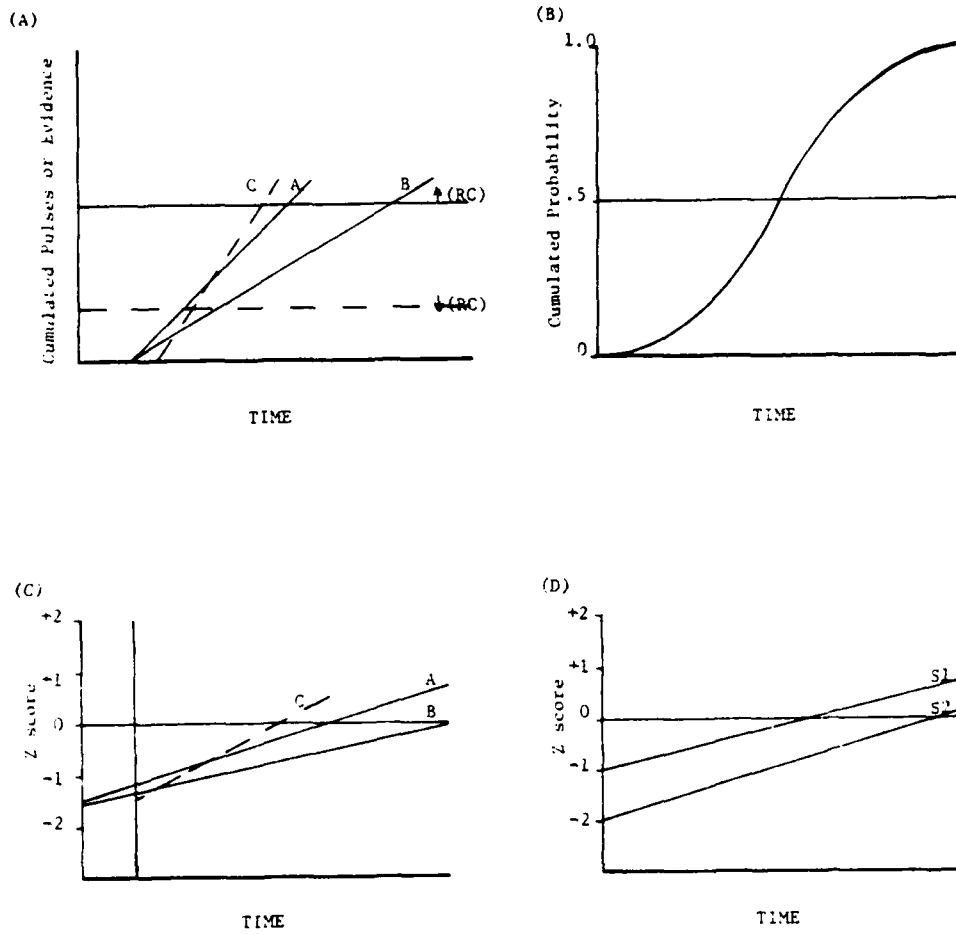 (A)
Cumulated Pulses or Evidence
C
A
B
(RC)
(RC)
TIME
(B)
Cumulated Probability
1.0
.5
0
TIME
(C)
Z score
+2
+1
0
-1
-2
C
A
B
TIME
(D)
Z score
+2
+1
0
-1
-2
S1
S2
TIME